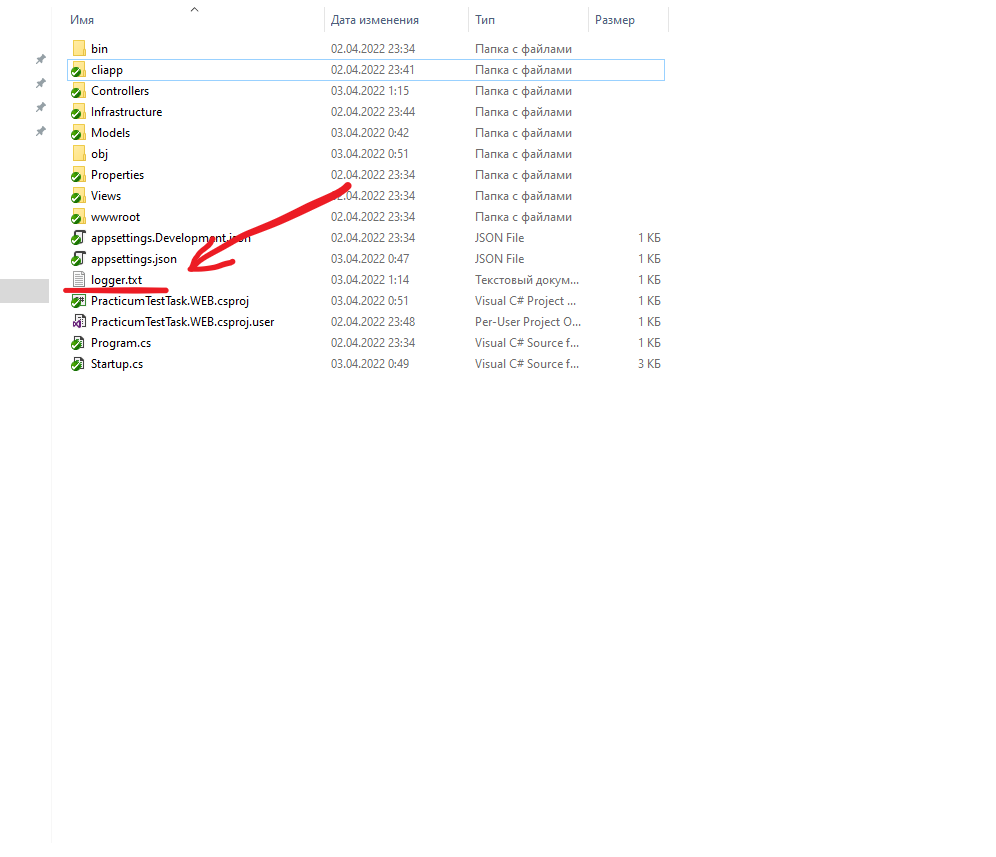 Имя Дата изменения Тип Размер
bin 02.04.2022 23:34 Папка с файлами
cliapp 02.04.2022 23:41 Папка с файлами
Controllers 03.04.2022 1:15 Папка с файлами
Infrastructure 02.04.2022 23:44 Папка с файлами
Models 03.04.2022 0:42 Папка с файлами
obj 03.04.2022 0:51 Папка с файлами
Properties 02.04.2022 23:34 Папка с файлами
Views 02.04.2022 23:34 Папка с файлами
wwwroot 02.04.2022 23:34 Папка с файлами
appsettings.Development.json 02.04.2022 23:34 JSON File 1 КБ
appsettings.json 03.04.2022 0:47 JSON File 1 КБ
logger.txt 03.04.2022 1:14 Текстовый докум... 1 КБ
PracticumTestTask.WEB.csproj 03.04.2022 0:51 Visual C# Project ... 1 КБ
PracticumTestTask.WEB.csproj.user 02.04.2022 23:48 Per-User Project O... 1 КБ
Program.cs 02.04.2022 23:34 Visual C# Source f... 1 КБ
Startup.cs 03.04.2022 0:49 Visual C# Source f... 3 КБ